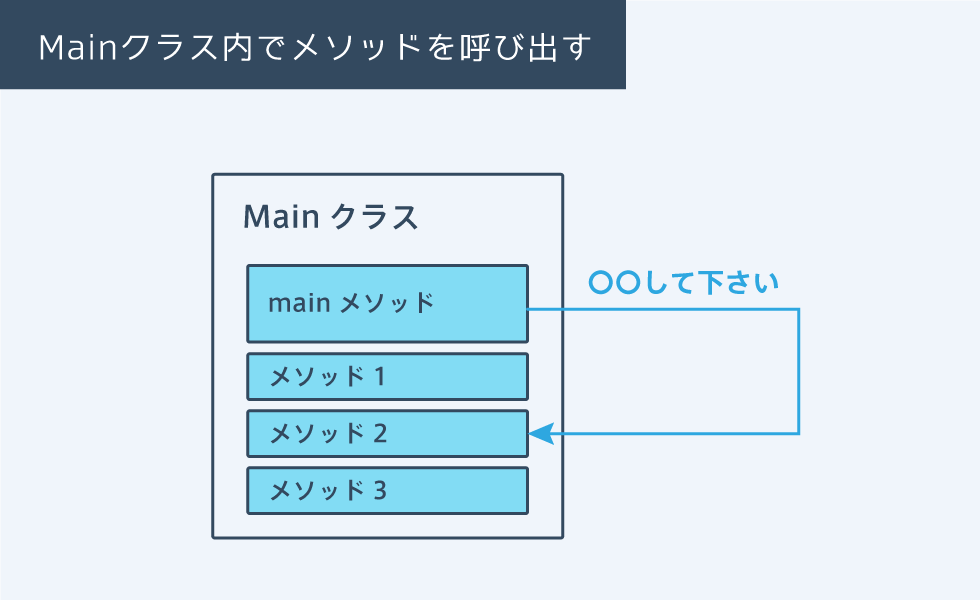 Mainクラス内でメソッドを呼び出す
Main クラス
main メソッド
〇〇して下さい
メソッド 1
メソッド 2
メソッド 3